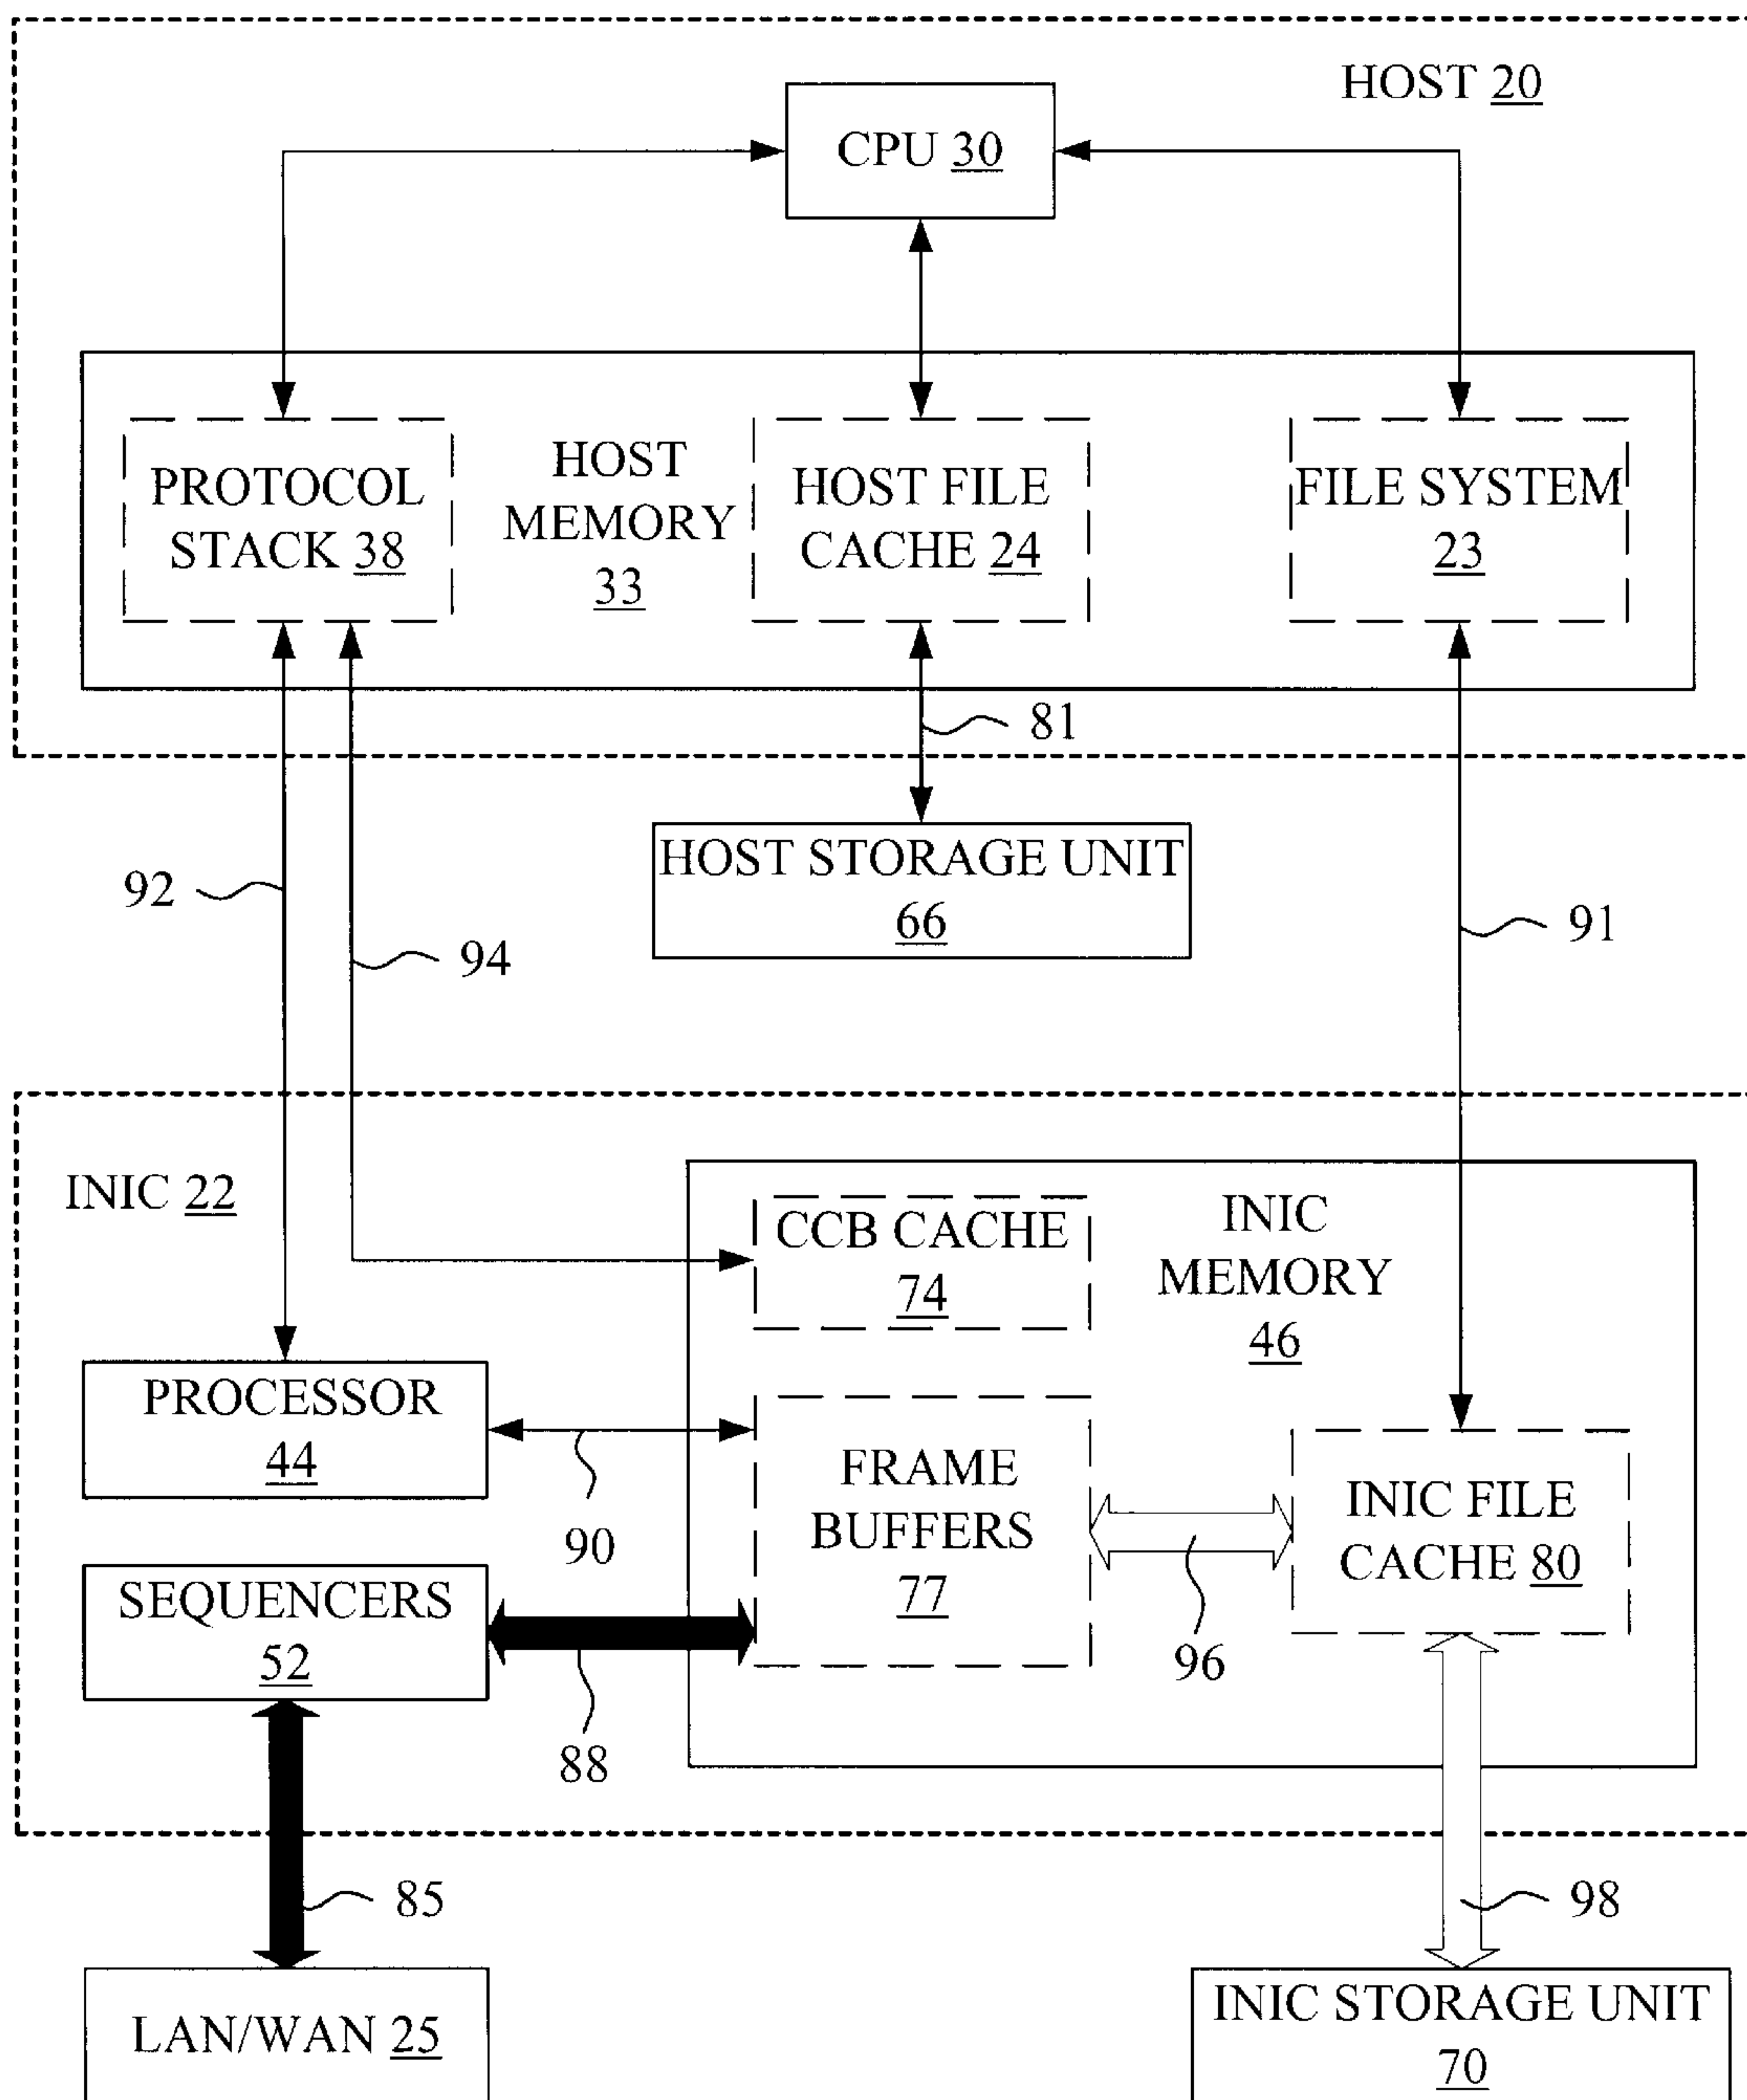 HOST 20
CPU 30
PROTOCOL
STACK 38
HOST
MEMORY
33
HOST FILE
CACHE 24
FILE SYSTEM
23
81
HOST STORAGE UNIT
66
92
94
91
INIC 22
CCB CACHE
74
INIC
MEMORY
46
PROCESSOR
44
90
FRAME
BUFFERS
77
INIC FILE
CACHE 80
96
SEQUENCERS
52
88
85
98
LAN/WAN 25
INIC STORAGE UNIT
70